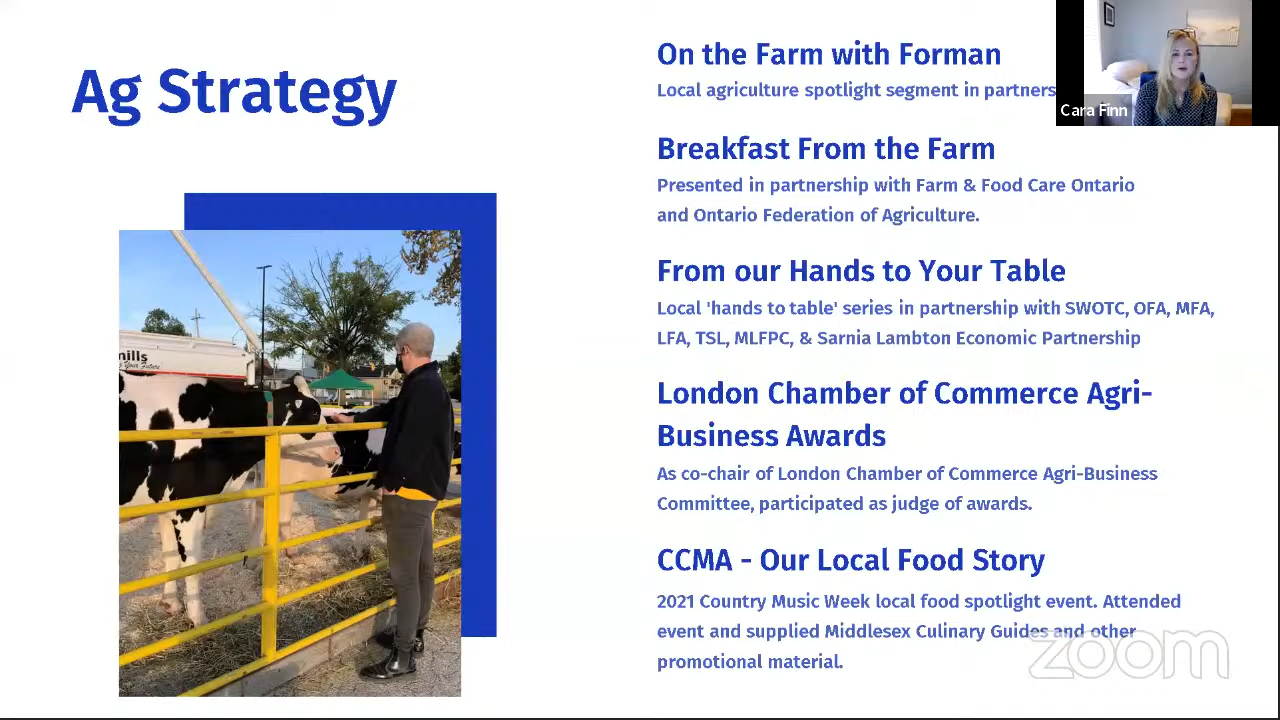 Ag Strategy
On the Farm with Forman
Local agriculture spotlight segment in partners
Cara Finn
Breakfast From the Farm
Presented in partnership with Farm & Food Care Ontario
and Ontario Federation of Agriculture.
From our Hands to Your Table
Local 'hands to table' series in partnership with SWOTC, OFA, MFA,
LFA, TSL, MLFPC, & Sarnia Lambton Economic Partnership
London Chamber of Commerce Agri-
Business Awards
As co-chair of London Chamber of Commerce Agri-Business
Committee, participated as judge of awards.
CCMA - Our Local Food Story
2021 Country Music Week local food spotlight event. Attended
event and supplied Middlesex Culinary Guides and other
promotional material.
zoom
mills
Your Future